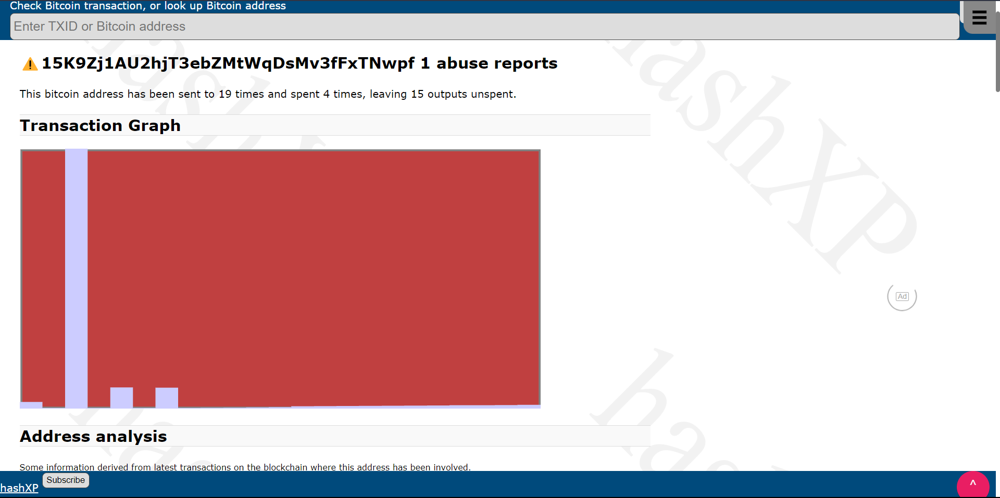 Check Bitcoin transaction, or look up Bitcoin address
Enter TXID or Bitcoin address
15K9Zj1AU2hjT3ebZMtWqDsMv3fFxTNwpf 1 abuse reports
This bitcoin address has been sent to 19 times and spent 4 times, leaving 15 outputs unspent.
Transaction Graph
hashXP
hashXP
Ad
Address analysis
Some information derived from latest transactions on the blockchain where this address has been involved.
hashXP
Subscribe
^